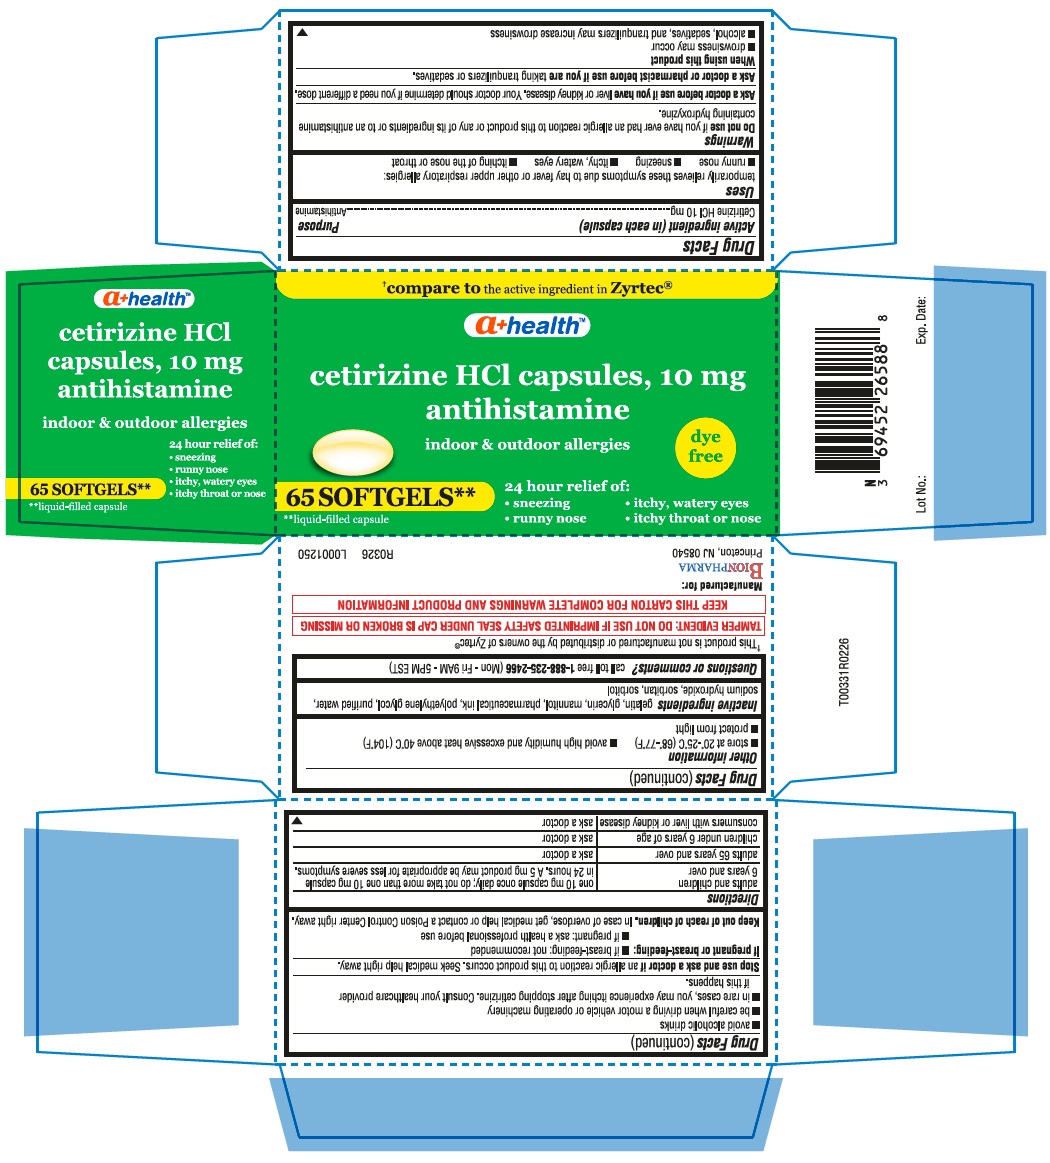 Drug Facts
Active ingredient (in each capsule) Purpose
Cetirizine HCl 10 mg Antihistamine
Uses
temporarily relieves these symptoms due to hay fever or other upper respiratory allergies:
■ runny nose ■ sneezing ■ itchy, watery eyes ■ itching of the nose or throat
Warnings
Do not use if you have ever had an allergic reaction to this product or any of its ingredients or to an antihistamine
containing hydroxyzine.
Ask a doctor before use if you have liver or kidney disease. Your doctor should determine if you need a different dose.
Ask a doctor or pharmacist before use if you are taking tranquilizers or sedatives.
When using this product
■ drowsiness may occur
■ alcohol, sedatives, and tranquilizers may increase drowsiness
a+health™
cetirizine HCl
capsules, 10 mg
antihistamine
indoor & outdoor allergies
24 hour relief of:
• sneezing
• runny nose
• itchy, watery eyes
• itchy throat or nose
65 SOFTGELS**
**liquid-filled capsule
†compare to the active ingredient in Zyrtec®
a+health™
cetirizine HCl capsules, 10 mg
antihistamine
indoor & outdoor allergies
dye
free
65 SOFTGELS**
**liquid-filled capsule
24 hour relief of:
• sneezing • itchy, watery eyes
• runny nose • itchy throat or nose
N
3 69452 26588 8
Lot No.: Exp. Date:
Drug Facts (continued)
■ avoid alcoholic drinks
■ be careful when driving a motor vehicle or operating machinery
■ in rare cases, you may experience itching after stopping cetirizine. Consult your healthcare provider
if this happens.
Stop use and ask a doctor if an allergic reaction to this product occurs. Seek medical help right away.
If pregnant or breast-feeding: ■ if breast-feeding: not recommended
■ if pregnant: ask a health professional before use
Keep out of reach of children. In case of overdose, get medical help or contact a Poison Control Center right away.
Directions
adults and children
6 years and over
one 10 mg capsule once daily; do not take more than one 10 mg capsule
in 24 hours. A 5 mg product may be appropriate for less severe symptoms.
adults 65 years and over ask a doctor
children under 6 years of age ask a doctor
consumers with liver or kidney disease ask a doctor
Drug Facts (continued)
Other information
■ store at 20°-25°C (68°-77°F) ■ avoid high humidity and excessive heat above 40°C (104°F)
■ protect from light
Inactive ingredients gelatin, glycerin, mannitol, pharmaceutical ink, polyethylene glycol, purified water,
sodium hydroxide, sorbitan, sorbitol
Questions or comments? call toll free 1-888-235-2466 (Mon - Fri 9AM - 5PM EST)
†This product is not manufactured or distributed by the owners of Zyrtec®
TAMPER EVIDENT: DO NOT USE IF IMPRINTED SAFETY SEAL UNDER CAP IS BROKEN OR MISSING
KEEP THIS CARTON FOR COMPLETE WARNINGS AND PRODUCT INFORMATION
Manufactured for:
BIONPHARMA
Princeton, NJ 08540
R0326 L0001250
T00331R0226